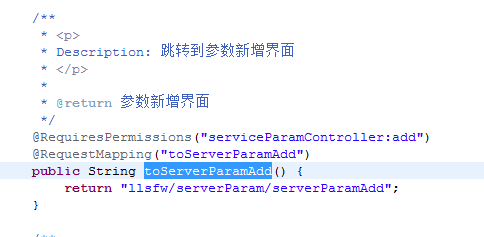 /**
 * <p>
 * Description: 跳转到参数新增界面
 * </p>
 *
 * @return 参数新增界面
 */
@RequiresPermissions("serviceParamController:add")
@RequestMapping("toServerParamAdd")
public String toServerParamAdd() {
    return "llsfw/serverParam/serverParamAdd";
}
/**